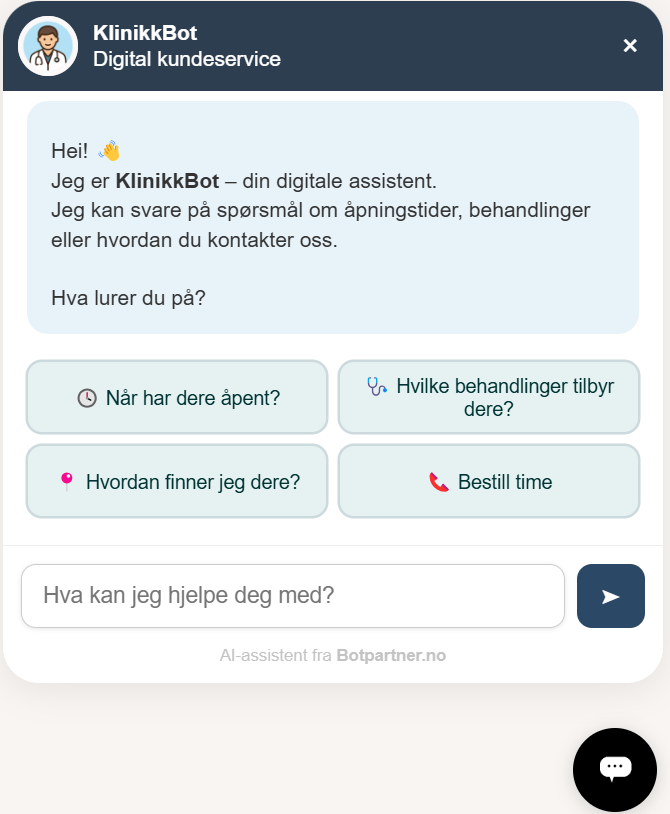 KlinikkBot
Digital kundeservice
×
Hei! 👋
Jeg er KlinikkBot – din digitale assistent.
Jeg kan svare på spørsmål om åpningstider, behandlinger
eller hvordan du kontakter oss.
Hva lurer du på?
🕓 Når har dere åpent?
🩺 Hvilke behandlinger tilbyr
dere?
📍 Hvordan finner jeg dere?
📞 Bestill time
Hva kan jeg hjelpe deg med?
AI-assistent fra Botpartner.no